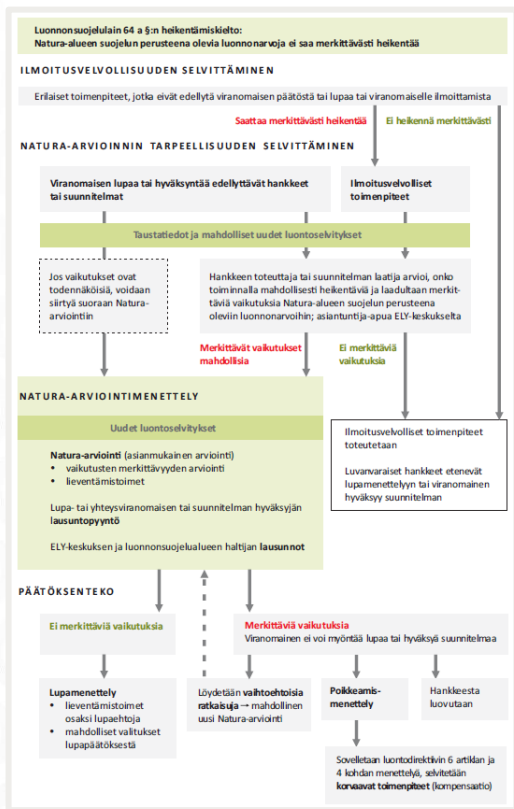 Luonnonsuojelulain 64 a §:n heikentämiskielto:
Natura-alueen suojelun perusteena olevia luonnonarvoja ei saa merkittävästi heikentää
ILMOITUSVELVOLLISUUDEN SELVITTÄMINEN
Erilaiset toimenpiteet, jotka eivät edellytä viranomaisen päätöstä tai lupaa tai viranomaiselle ilmoittamista
Saattaa merkittävästi heikentää
Ei heikennä merkittävästi
NATURA-ARVIOINNIN TARPEELLISUUDEN SELVITTÄMINEN
Viranomaisen lupaa tai hyväksyntää edellyttävät hankkeet
tai suunnitelmat
Ilmoitusvelvolliset
toimenpiteet
Taustatiedot ja mahdolliset uudet luontoselvitykset
Jos vaikutukset ovat
todennäköisiä, voidaan
siirtyä suoraan Natura-
arviointiin
Hankkeen toteuttaja tai suunnitelman laatija arvioi, onko
toiminnalla mahdollisesti heikentäviä ja laadultaan merkit-
täviä vaikutuksia Natura-alueen suojelun perusteena
oleviin luonnonarvoihin; asiantuntija-apua ELY-keskukselta
Merkittävät vaikutukset
mahdollisia
Ei merkittäviä
vaikutuksia
NATURA-ARVIOINTIMENETTELY
Uudet luontoselvitykset
Natura-arviointi (asianmukainen arviointi)
• vaikutusten merkittävyyden arviointi
• lieventämistoimet
Lupa- tai yhteysviranomaisen tai suunnitelman hyväksyjän
lausuntopyyntö
ELY-keskuksen ja luonnonsuojelualueen haltijan lausunnot
Ilmoitusvelvolliset toimenpiteet
toteutetaan
Luvanvaraiset hankkeet etenevät
lupamenettelyyn tai viranomainen
hyväksyy suunnitelman
PÄÄTÖKSENTEKO
Ei merkittäviä vaikutuksia
Merkittäviä vaikutuksia
Viranomainen ei voi myöntää lupaa tai hyväksyä suunnitelmaa
Lupamenettely
• lieventämistoimet
osaksi lupaehtoja
• mahdolliset valitukset
lupapäätöksestä
Löydetään vaihtoehtoisia
ratkaisuja → mahdollinen
uusi Natura-arviointi
Poikkeamis-
menettely
Hankkeesta
luovutaan
Sovelletaan luontodirektiivin 6 artiklan ja
4 kohdan menettelyä, selvitetään
korvaavat toimenpiteet (kompensaatio)